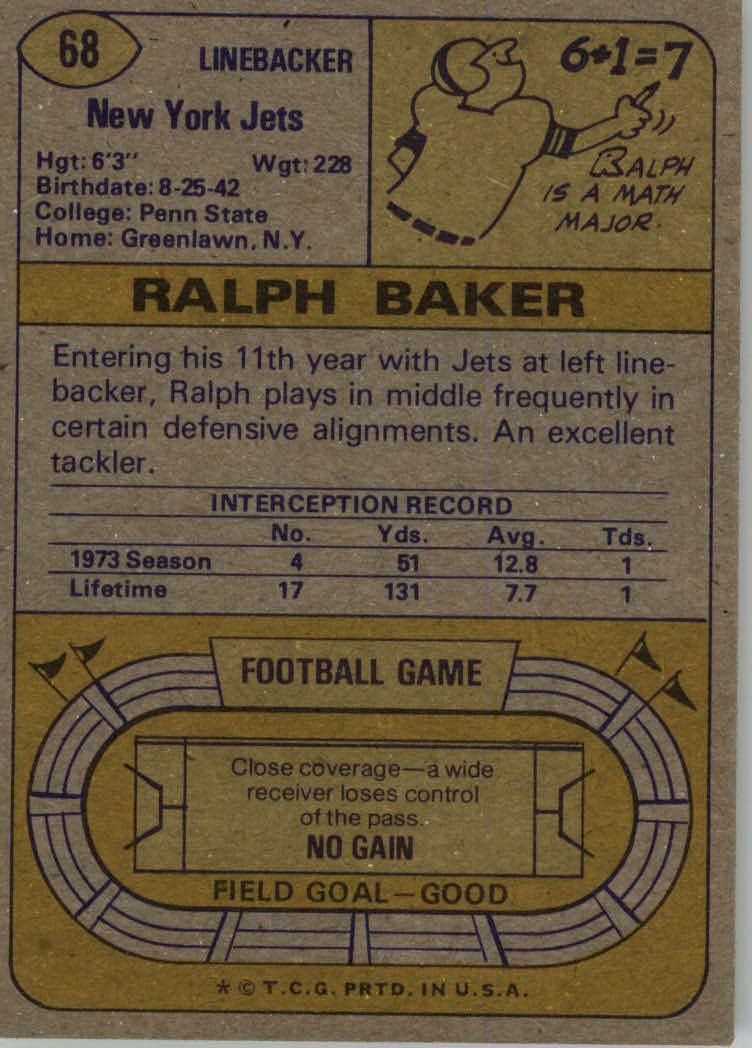 68
LINEBACKER
New York Jets
Hgt: 6'3" Wgt: 228
Birthdate: 8-25-42
College: Penn State
Home: Greenlawn, N.Y.
6+1=7
RALPH
IS A MATH
MAJOR.
RALPH BAKER
Entering his 11th year with Jets at left line-
backer, Ralph plays in middle frequently in
certain defensive alignments. An excellent
tackler.
INTERCEPTION RECORD
No. Yds. Avg. Tds.
1973 Season 4 51 12.8 1
Lifetime 17 131 7.7 1
FOOTBALL GAME
Close coverage—a wide
receiver loses control
of the pass.
NO GAIN
FIELD GOAL—GOOD
* © T.C.G. PRTD. IN U.S.A.